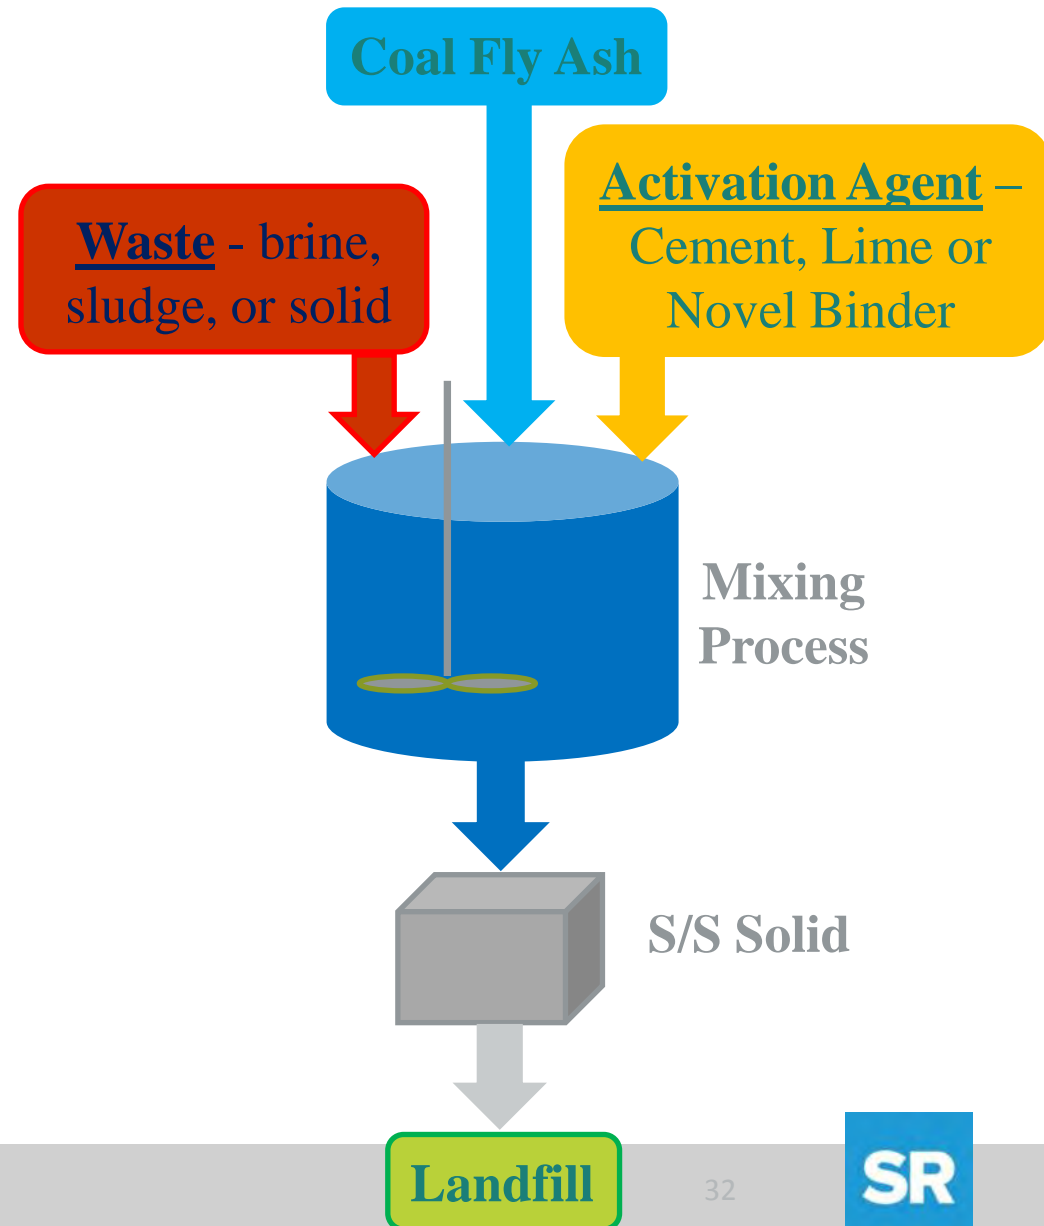 Coal Fly Ash
Activation Agent –
Cement, Lime or
Novel Binder
Waste - brine,
sludge, or solid
Mixing
Process
S/S Solid
Landfill
32
SR